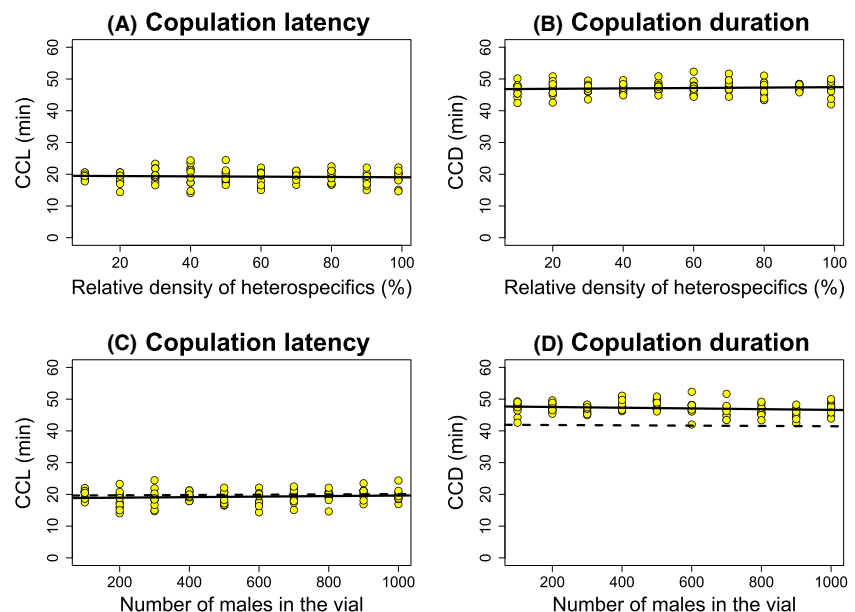 (A) Copulation latency
CCL (min)
0 10 20 30 40 50 60
20 40 60 80 100
Relative density of heterospecifics (%)
(B) Copulation duration
CCD (min)
0 10 20 30 40 50 60
20 40 60 80 100
Relative density of heterospecifics (%)
(C) Copulation latency
CCL (min)
0 10 20 30 40 50 60
200 400 600 800 1000
Number of males in the vial
(D) Copulation duration
CCD (min)
0 10 20 30 40 50 60
200 400 600 800 1000
Number of males in the vial